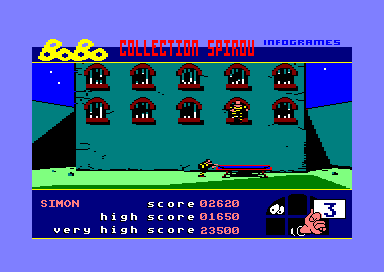 BoBo COLLECTION SPIROU INFOGRAMES
SIMON score 02620
high score 01650
very high score 23500
3